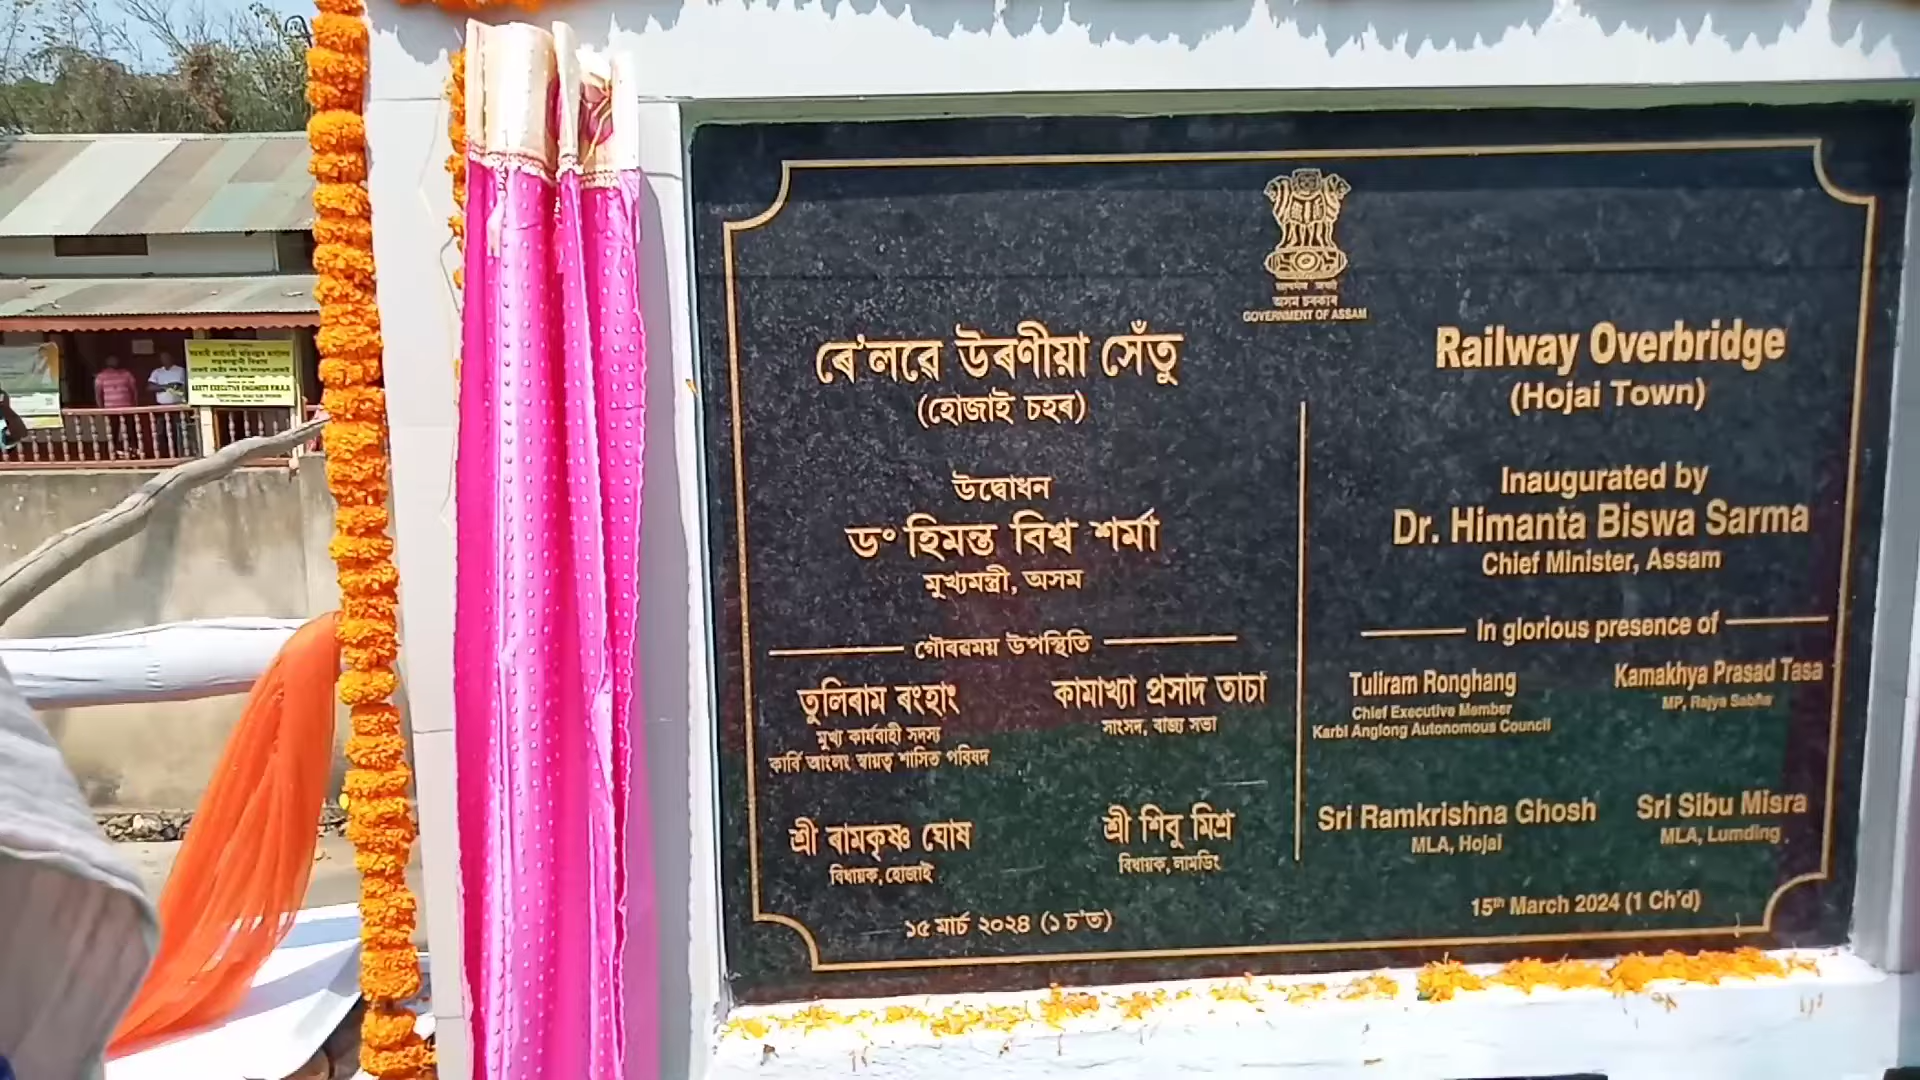 অসম চৰকাৰ
GOVERNMENT OF ASSAM
ৰে'লৱে উৰণীয়া সেঁতু
(হোজাই চহৰ)
উদ্বোধন
ড° হিমন্ত বিশ্ব শৰ্মা
মুখ্যমন্ত্ৰী, অসম
গৌৰৱময় উপস্থিতি
তুলিৰাম ৰংহাং
মুখ্য কাৰ্যবাহী সদস্য
কাৰ্বি আংলং স্বায়ত্ব শাসিত পৰিষদ
কামাখ্যা প্ৰসাদ তাচা
সাংসদ, ৰাজ্য সভা
শ্ৰী ৰামকৃষ্ণ ঘোষ
বিধায়ক, হোজাই
শ্ৰী শিবু মিশ্ৰ
বিধায়ক, লামডিং
১৫ মাৰ্চ ২০২৪ (১ চ'ত)
Railway Overbridge
(Hojai Town)
Inaugurated by
Dr. Himanta Biswa Sarma
Chief Minister, Assam
In glorious presence of
Tuliram Ronghang
Chief Executive Member
Karbi Anglong Autonomous Council
Kamakhya Prasad Tasa
MP, Rajya Sabha
Sri Ramkrishna Ghosh
MLA, Hojai
Sri Sibu Misra
MLA, Lumding
15th March 2024 (1 Ch'd)